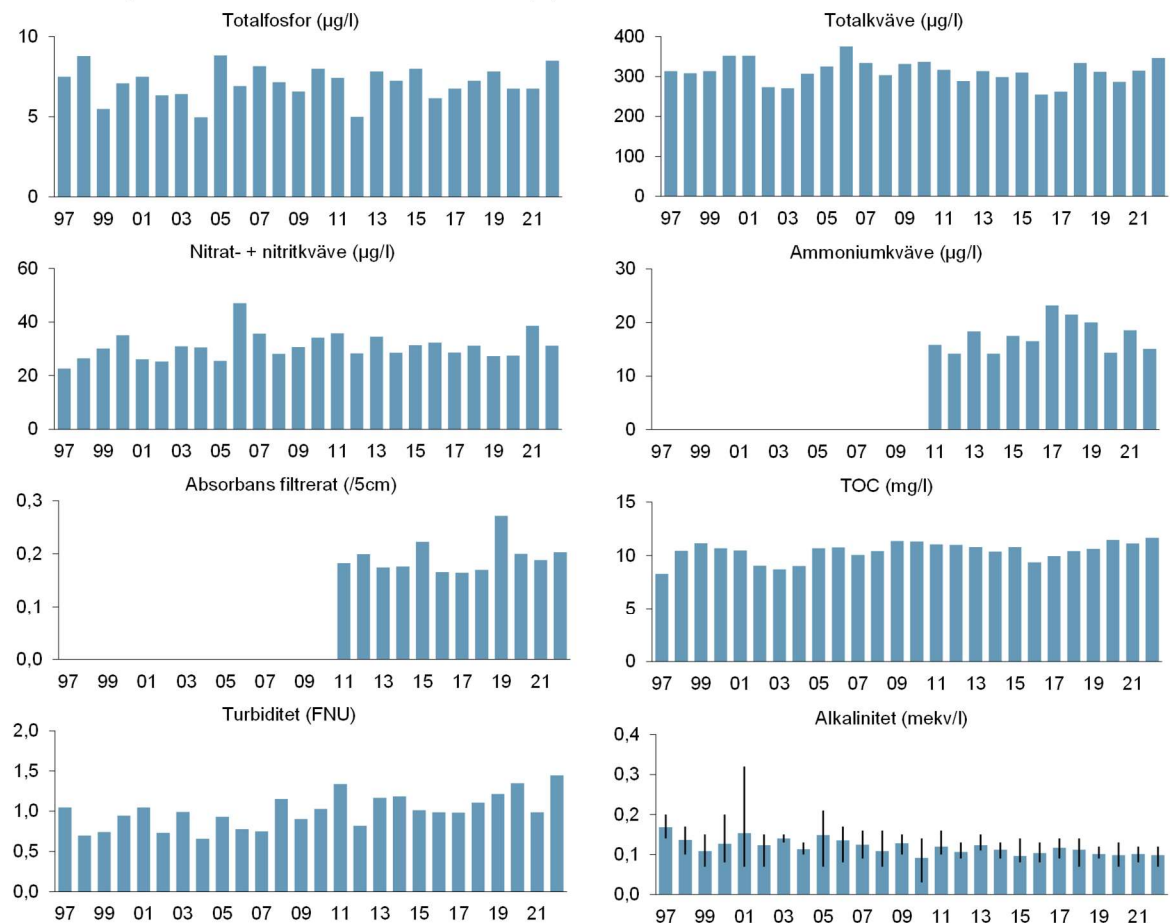 Totalfosfor (µg/l)
10
5
0
97 99 01 03 05 07 09 11 13 15 17 19 21
Totalkväve (µg/l)
400
300
200
100
0
97 99 01 03 05 07 09 11 13 15 17 19 21
Nitrat- + nitritkväve (µg/l)
60
40
20
0
97 99 01 03 05 07 09 11 13 15 17 19 21
Ammoniumkväve (µg/l)
30
20
10
0
97 99 01 03 05 07 09 11 13 15 17 19 21
Absorbans filtrerat (/5cm)
0,3
0,2
0,1
0,0
97 99 01 03 05 07 09 11 13 15 17 19 21
TOC (mg/l)
15
10
5
0
97 99 01 03 05 07 09 11 13 15 17 19 21
Turbiditet (FNU)
2,0
1,5
1,0
0,5
0,0
97 99 01 03 05 07 09 11 13 15 17 19 21
Alkalinitet (mekv/l)
0,4
0,3
0,2
0,1
0,0
97 99 01 03 05 07 09 11 13 15 17 19 21